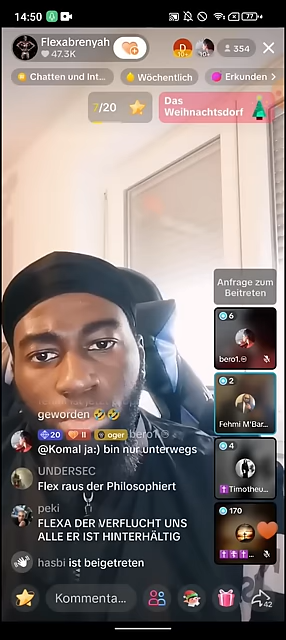 14:50
77
Flexabrenyah
47.3K
354
Chatten und Int...
Wöchentlich
Erkunden
7/20
Das
Weihnachtsdorf
Anfrage zum
Beitreten
6
bero1.
2
Fehmi M'Bar...
4
Timotheu...
170
geworden 🤣🤣
20 II oger bero1.
@Komal ja:) bin nur unterwegs
UNDERSEC
Flex raus der Philosophiert
peki
FLEXA DER VERFLUCHT UNS
ALLE ER IST HINTERHÄLTIG
hasbi ist beigetreten
Kommenta...
42